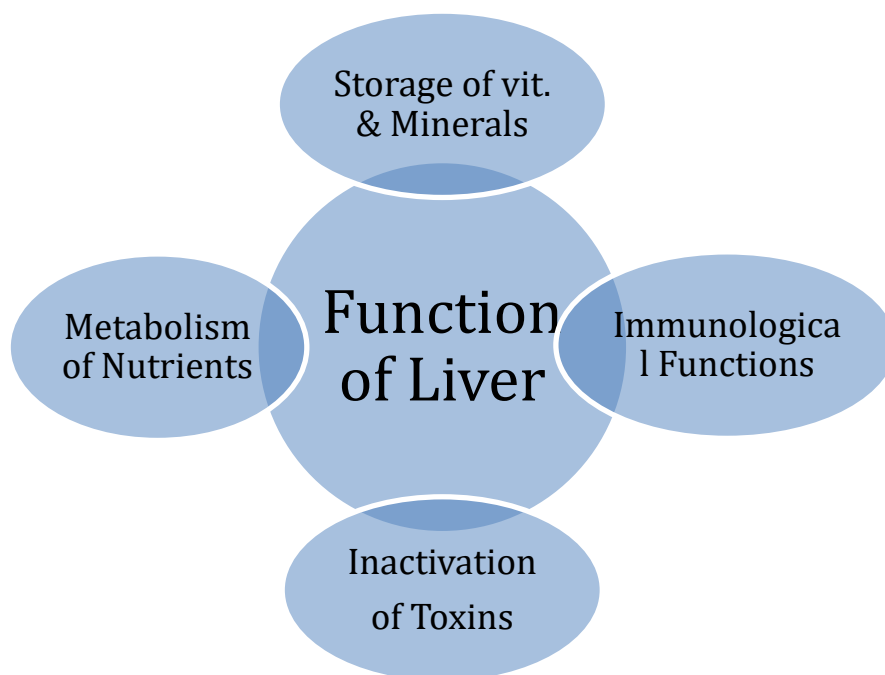 Storage of vit.
& Minerals
Metabolism
of Nutrients
Function
of Liver
Immunologica
l Functions
Inactivation
of Toxins